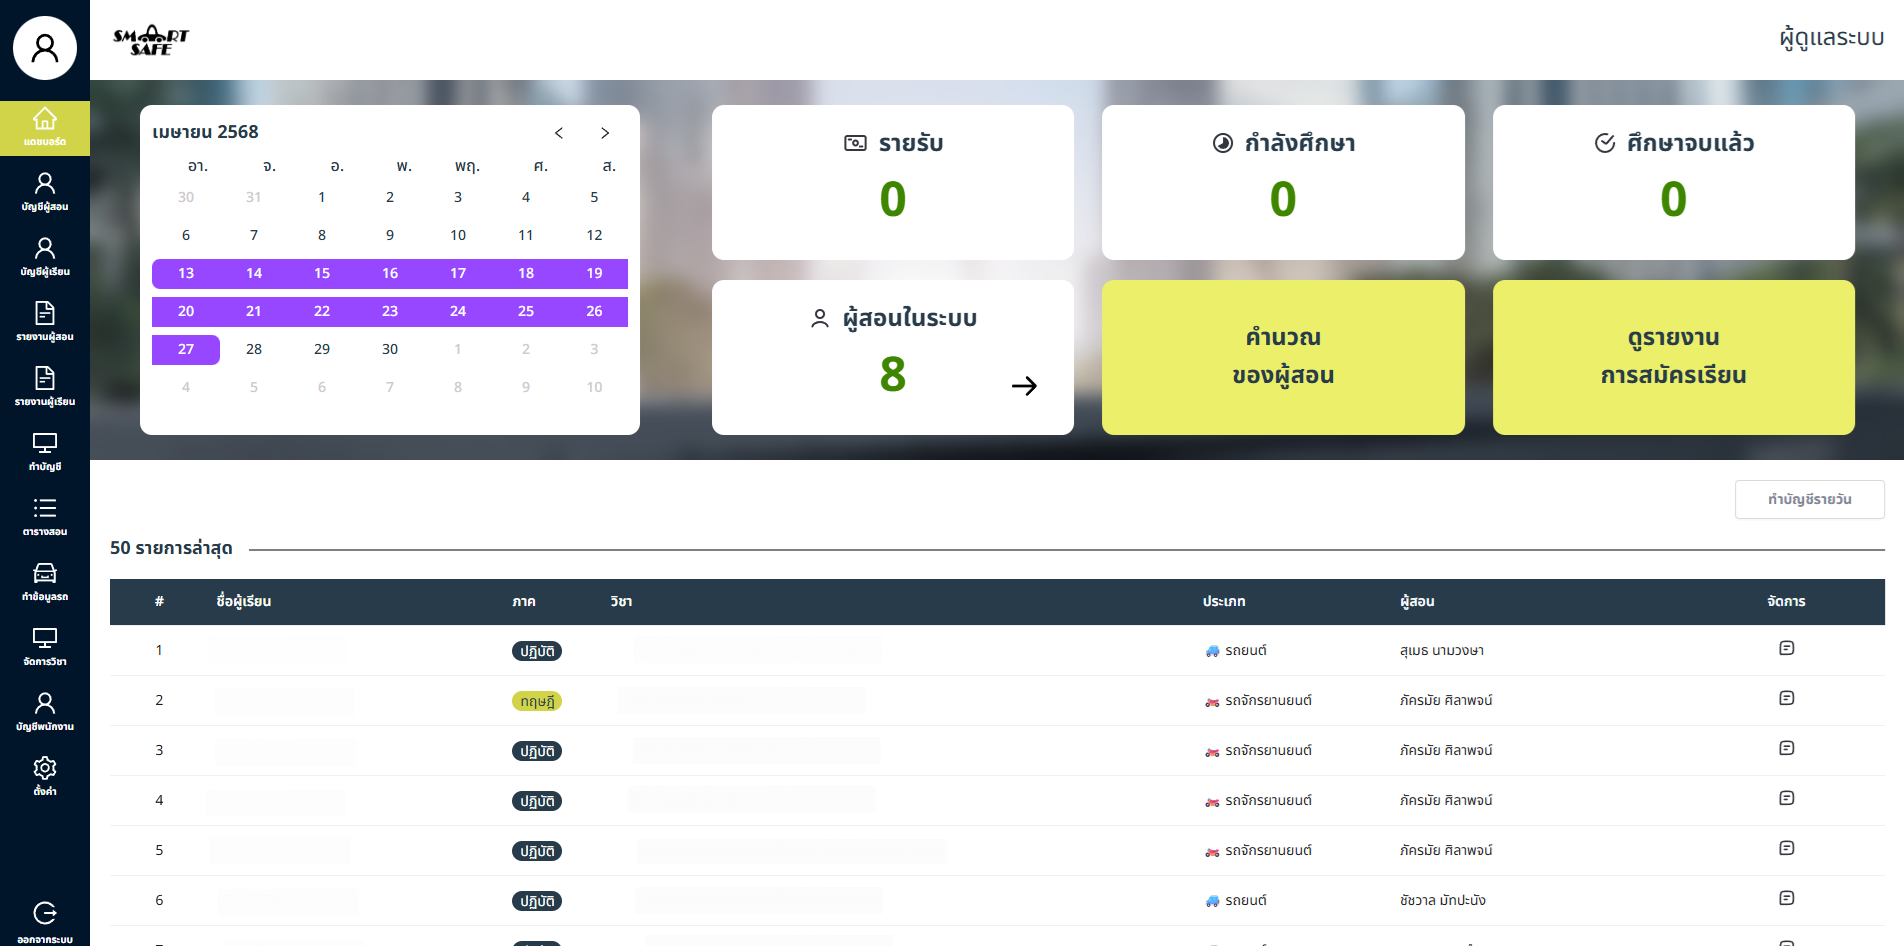 SMART
SAFE
ผู้ดูแลระบบ
แดชบอร์ด
บัญชีผู้สอน
บัญชีผู้เรียน
รายงานผู้สอน
รายงานผู้เรียน
ทำบัญชี
ตารางสอน
ทำข้อมูลรถ
จัดการวิชา
บัญชีพนักงาน
ตั้งค่า
ออกจากระบบ
เมษายน 2568
อา. จ. อ. พ. พฤ. ศ. ส.
30 31 1 2 3 4 5
6 7 8 9 10 11 12
13 14 15 16 17 18 19
20 21 22 23 24 25 26
27 28 29 30 1 2 3
4 5 6 7 8 9 10
รายรับ
0
กำลังศึกษา
0
ศึกษาจบแล้ว
0
ผู้สอนในระบบ
8
คำนวณ
ของผู้สอน
ดูรายงาน
การสมัครเรียน
ทำบัญชีรายวัน
50 รายการล่าสุด
# ชื่อผู้เรียน ภาค วิชา ประเภท ผู้สอน จัดการ
1 ปฏิบัติ รถยนต์ สุเมธ นามวงษา
2 ทฤษฎี รถจักรยานยนต์ ภัครมัย ศิลาพจน์
3 ปฏิบัติ รถจักรยานยนต์ ภัครมัย ศิลาพจน์
4 ปฏิบัติ รถจักรยานยนต์ ภัครมัย ศิลาพจน์
5 ปฏิบัติ รถจักรยานยนต์ ภัครมัย ศิลาพจน์
6 ปฏิบัติ รถยนต์ ชัชวาล มัทปะนัง